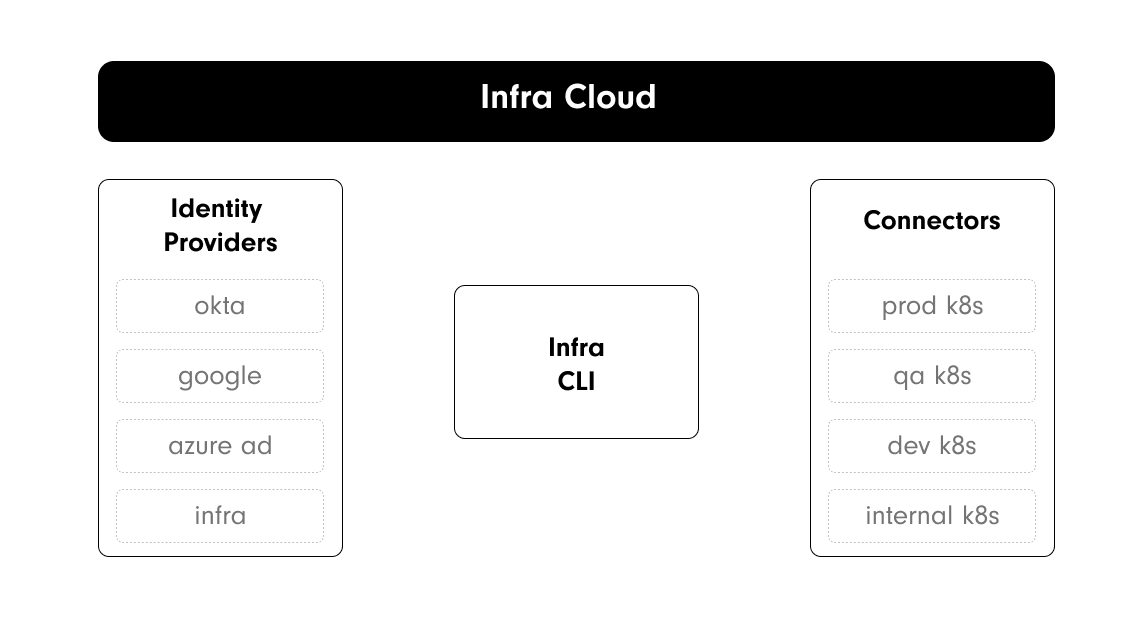 Infra Cloud
Identity
Providers
okta
google
azure ad
infra
Infra
CLI
Connectors
prod k8s
qa k8s
dev k8s
internal k8s